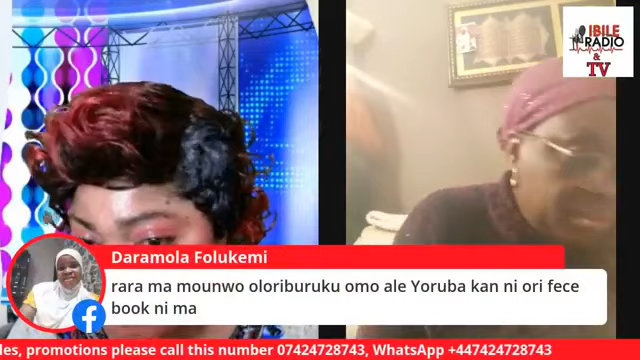 IBILE
RADIO
&
TV
Daramola Folukemi
rara ma mounwo oloriburuku omo ale Yoruba kan ni ori fece
book ni ma
les, promotions please call this number 07424728743, WhatsApp +447424728743